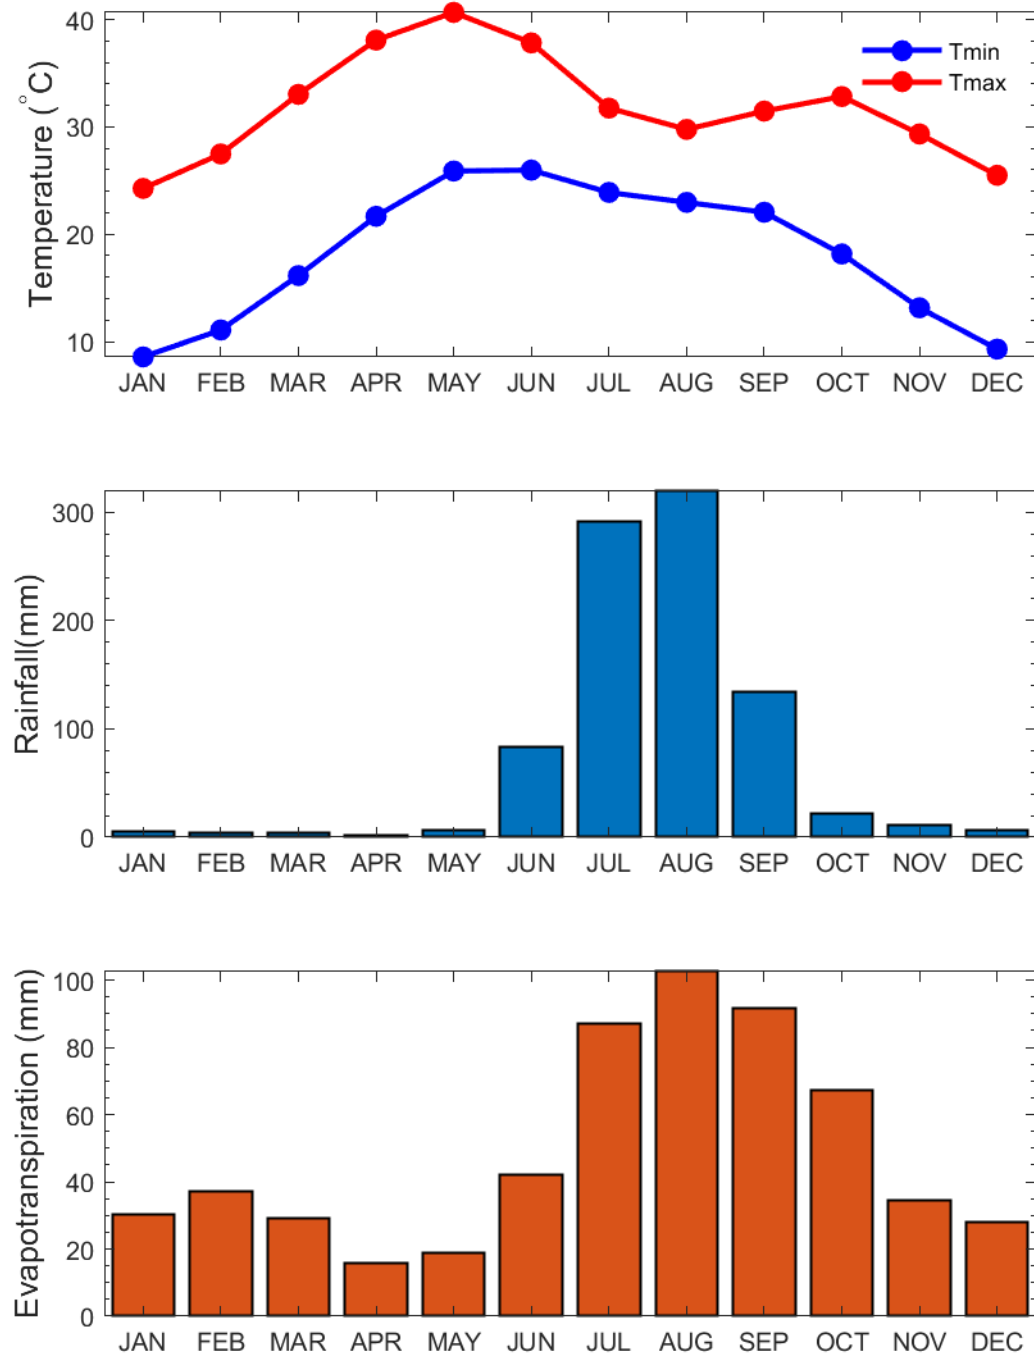 Temperature (°C)
40
30
20
10
Tmin
Tmax
JAN FEB MAR APR MAY JUN JUL AUG SEP OCT NOV DEC
Rainfall(mm)
300
200
100
0
JAN FEB MAR APR MAY JUN JUL AUG SEP OCT NOV DEC
Evapotranspiration (mm)
100
80
60
40
20
0
JAN FEB MAR APR MAY JUN JUL AUG SEP OCT NOV DEC